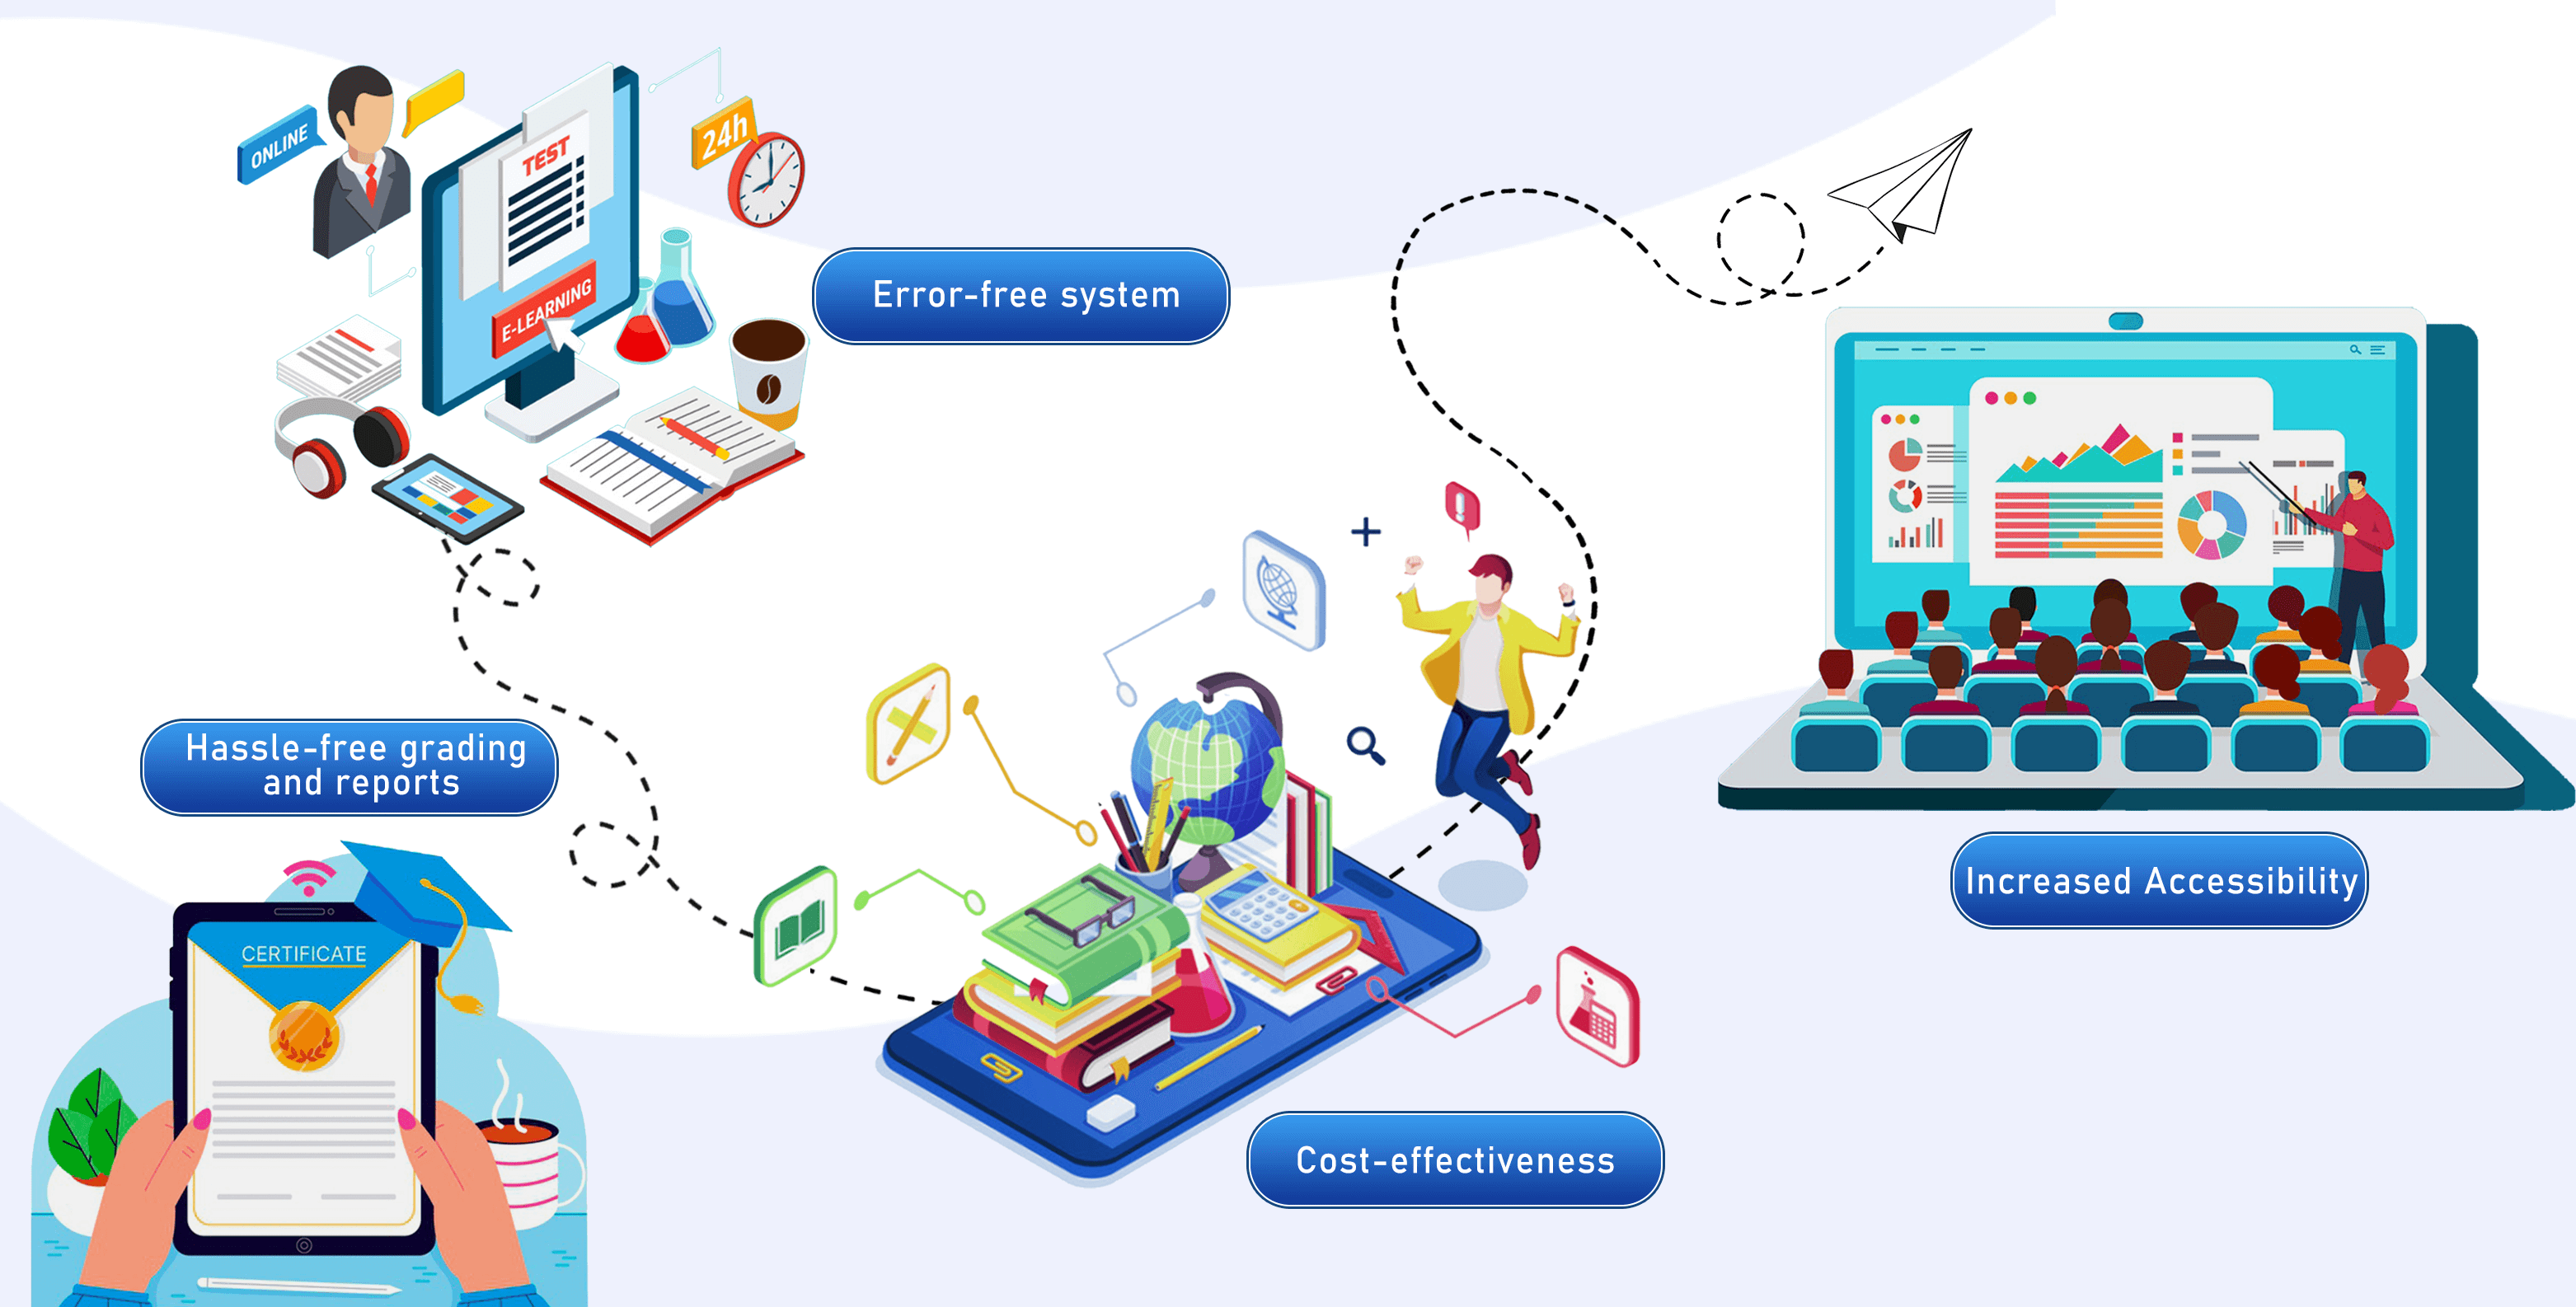 ONLINE
TEST
24h
E-LEARNING
Error-free system
Hassle-free grading
and reports
CERTIFICATE
Increased Accessibility
Cost-effectiveness